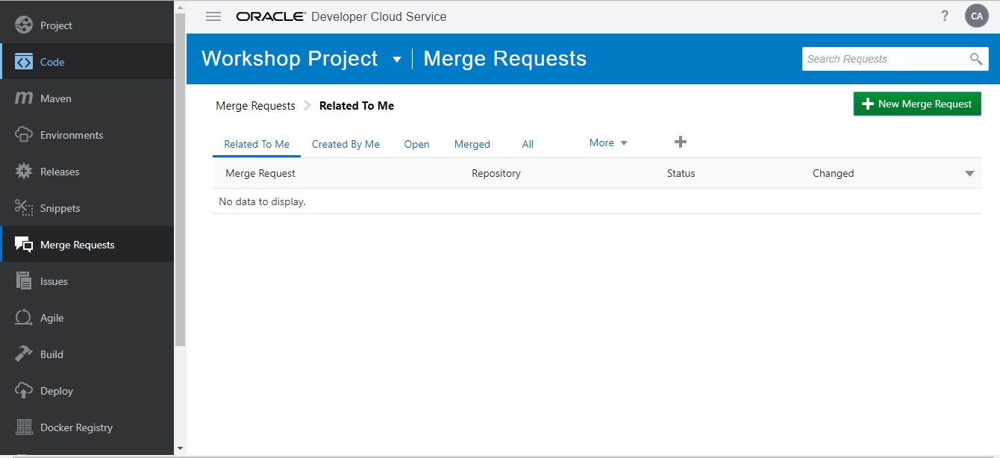 Project
Code
m Maven
Environments
Releases
Snippets
Merge Requests
Issues
Agile
Build
Deploy
Docker Registry
ORACLE® Developer Cloud Service
? CA
Workshop Project Merge Requests
Search Requests
Merge Requests Related To Me
New Merge Request
Related To Me Created By Me Open Merged All More
Merge Request Repository Status Changed
No data to display.